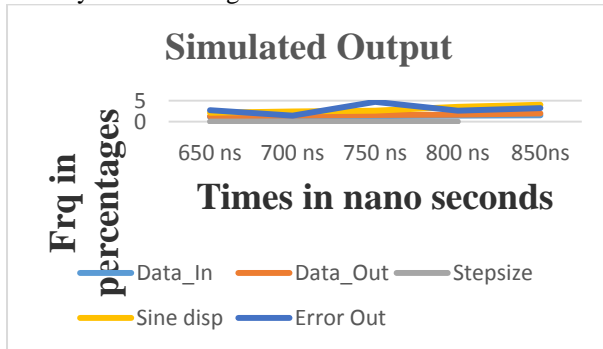 Simulated Output
5
0
650 ns 700 ns 750 ns 800 ns 850ns
Frq in
percentages
Times in nano seconds
Data_In Data_Out Stepsize
Sine disp Error Out